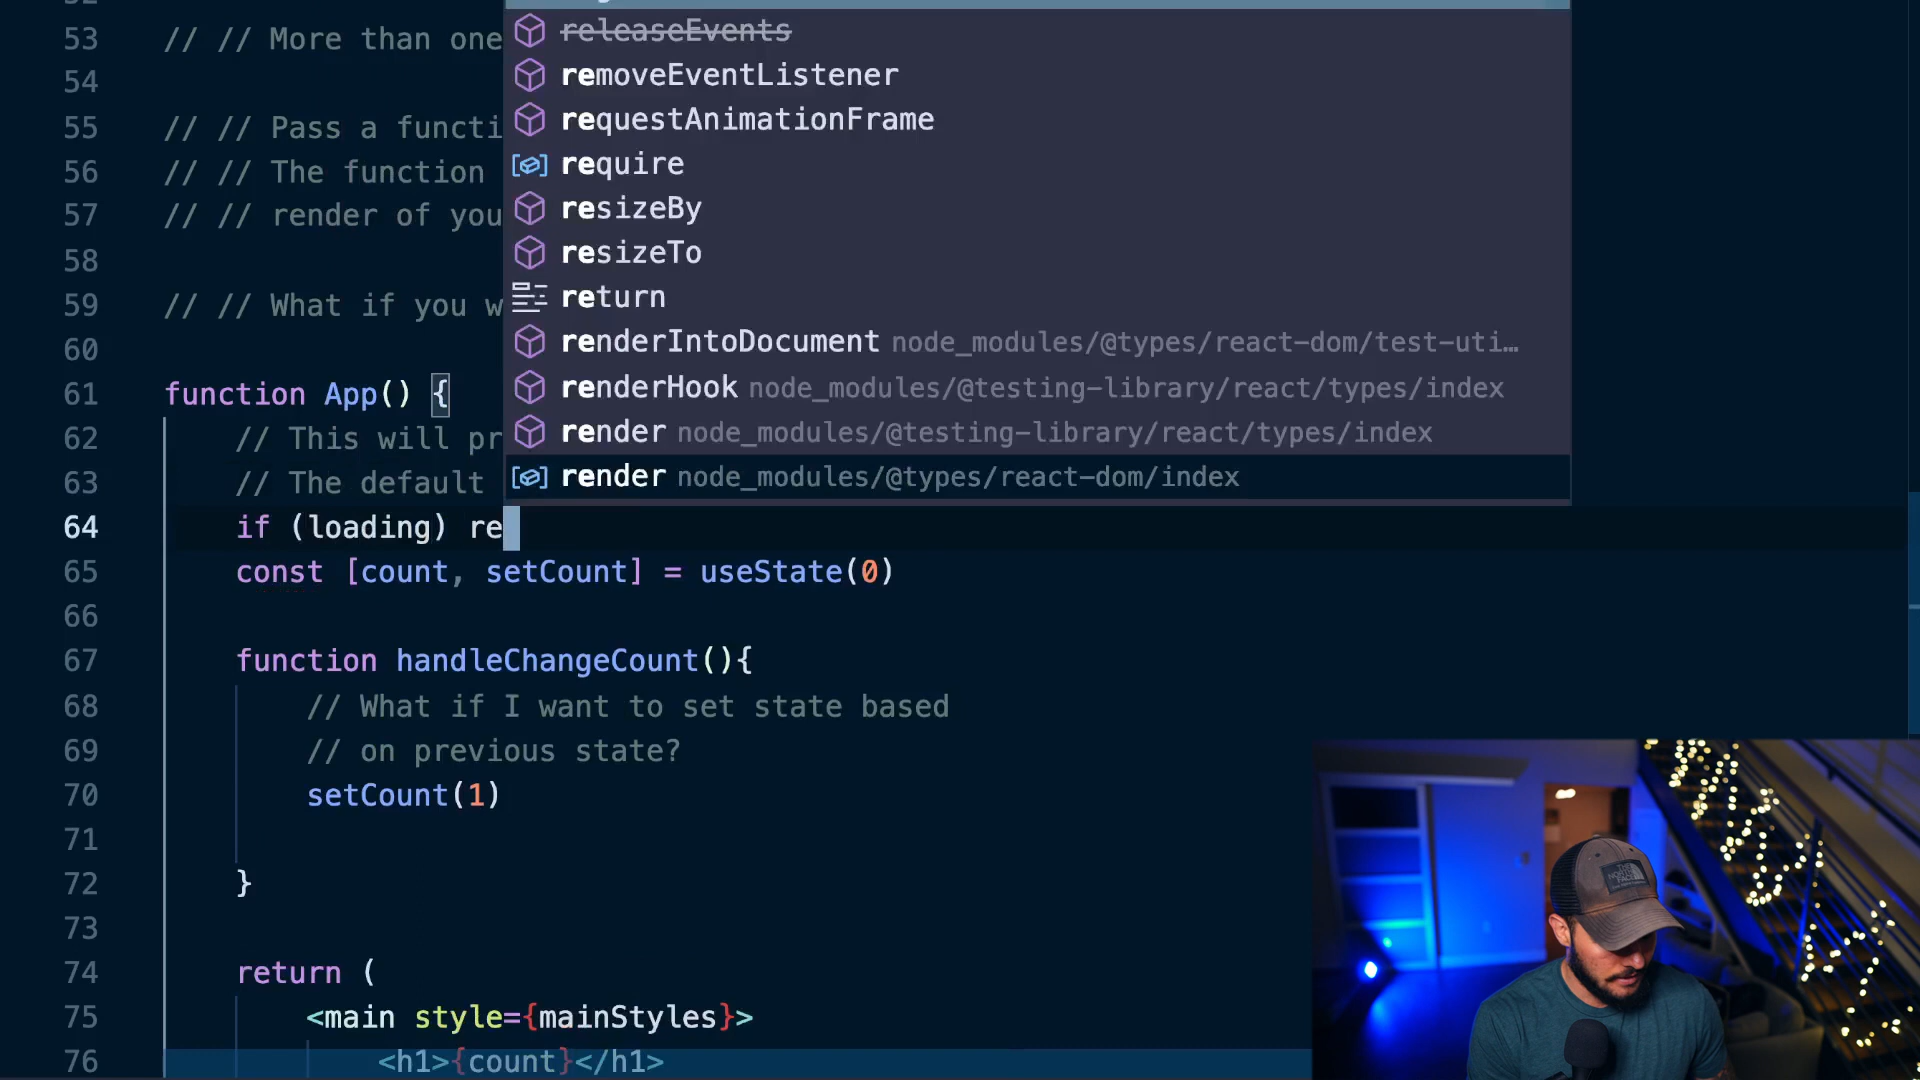 53 // // More than one
releaseEvents
54
removeEventListener
55 // // Pass a functi
requestAnimationFrame
56 // // The function
require
57 // // render of you
resizeBy
58
resizeTo
59 // // What if you w
return
60
renderIntoDocument node_modules/@types/react-dom/test-uti…
61 function App() {
renderHook node_modules/@testing-library/react/types/index
62 // This will pr
render node_modules/@testing-library/react/types/index
63 // The default
render node_modules/@types/react-dom/index
64 if (loading) re
65 const [count, setCount] = useState(0)
66
67 function handleChangeCount(){
68 // What if I want to set state based
69 // on previous state?
70 setCount(1)
71
72 }
73
74 return (
75 <main style={mainStyles}>
76 <h1>{count}</h1>
THE NORTH FACE